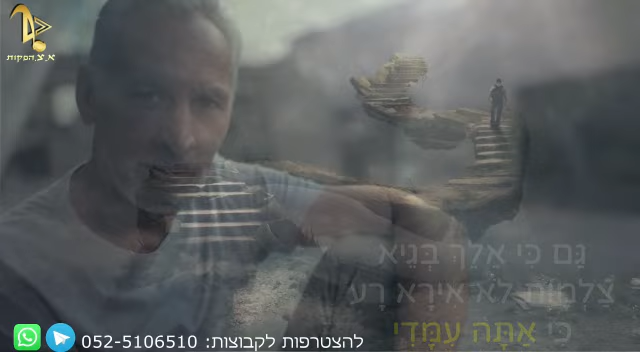 א.צ.הפקות
גַּם כִּי אֵלֵךְ בְּגֵיא
צַלְמָוֶת לֹא אִירָא רָע
כִּי אַתָּה עִמָּדִי
להצטרפות לקבוצות: 052-5106510